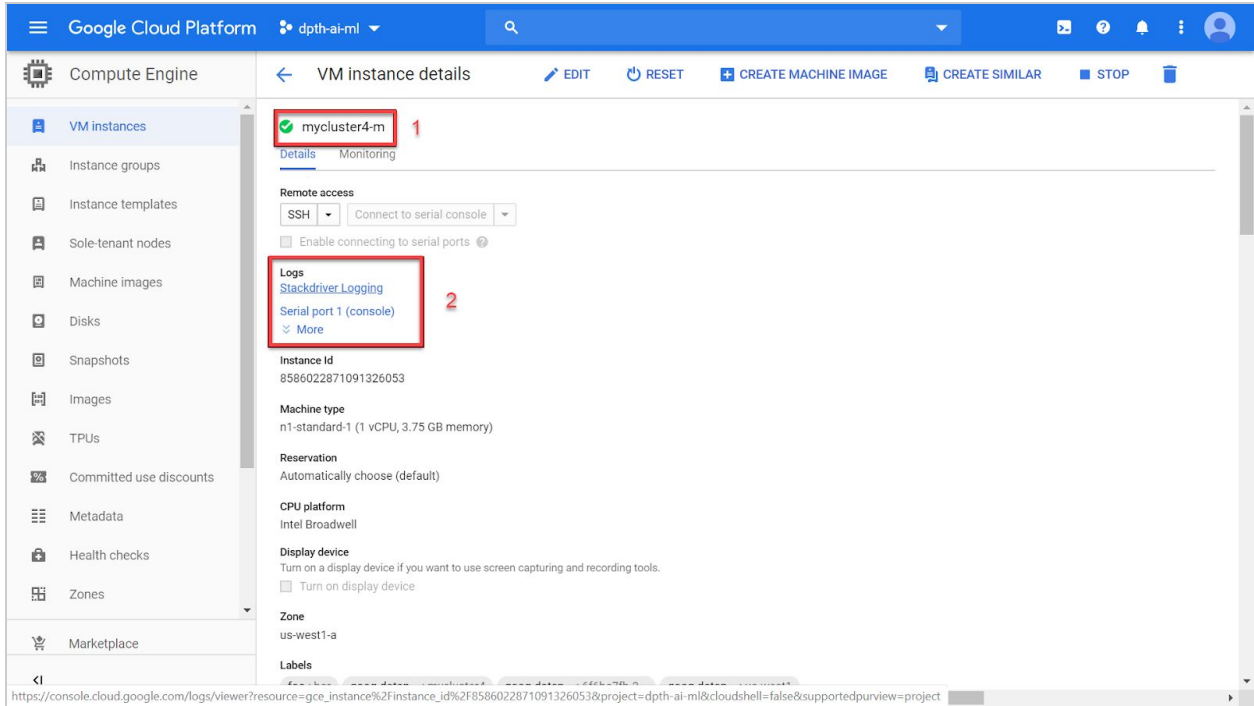 Google Cloud Platform
dpth-ai-ml
Compute Engine
VM instance details
EDIT
RESET
CREATE MACHINE IMAGE
CREATE SIMILAR
STOP
VM instances
Instance groups
Instance templates
Sole-tenant nodes
Machine images
Disks
Snapshots
Images
TPUs
Committed use discounts
Metadata
Health checks
Zones
Marketplace
mycluster4-m
1
Details
Monitoring
Remote access
SSH
Connect to serial console
Enable connecting to serial ports
Logs
Stackdriver Logging
2
Serial port 1 (console)
More
Instance Id
8586022871091326053
Machine type
n1-standard-1 (1 vCPU, 3.75 GB memory)
Reservation
Automatically choose (default)
CPU platform
Intel Broadwell
Display device
Turn on a display device if you want to use screen capturing and recording tools.
Turn on display device
Zone
us-west1-a
Labels
https://console.cloud.google.com/logs/viewer?resource=gce_instance%2Finstance_id%2F8586022871091326053&project=dpth-ai-ml&cloudshell=false&supportedpurview=project